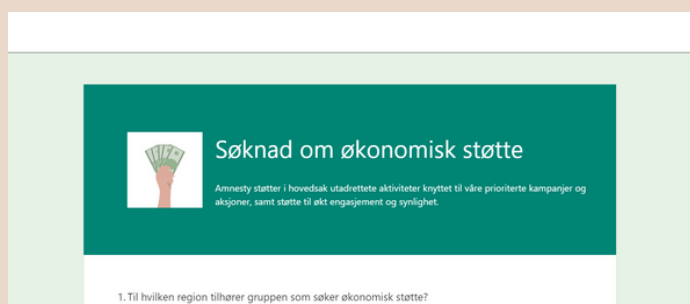 Søknad om økonomisk støtte
Amnesty støtter i hovedsak utadrettete aktiviteter knyttet til våre prioriterte kampanjer og
aksjoner, samt støtte til økt engasjement og synlighet.
1. Til hvilken region tilhører gruppen som søker økonomisk støtte?